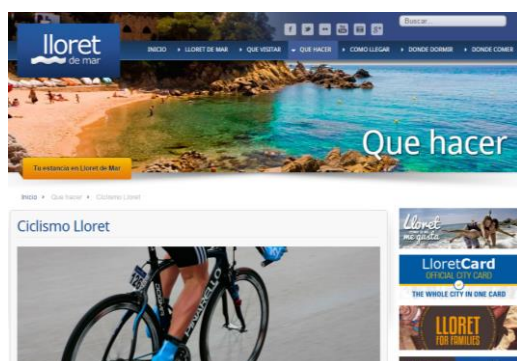 Buscar...
lloret
de mar
INICIO LLORET DE MAR QUE VISITAR QUE HACER COMO LLEGAR DONDE DORMIR DONDE COMER
Que hacer
Tu estancia en Lloret de Mar
Inicio Que hacer Ciclismo Lloret
Ciclismo Lloret
Lloret
me gusta
LloretCard
OFFICIAL CITY CARD
THE WHOLE CITY IN ONE CARD
PINARELLO
LLORET
FOR FAMILIES